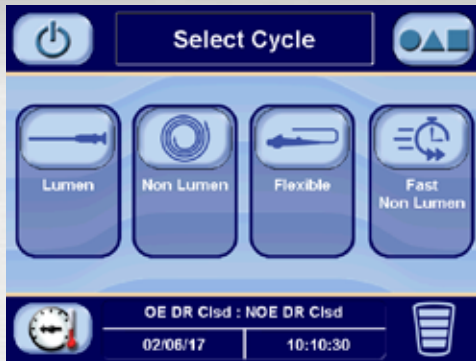 Select Cycle
Lumen
Non Lumen
Flexible
Fast
Non Lumen
OE DR Clsd : NOE DR Clsd
02/06/17
10:10:30